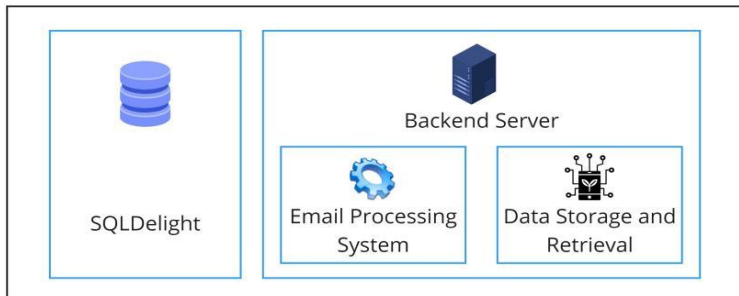 SQLDelight
Backend Server
Email Processing
System
Data Storage and
Retrieval